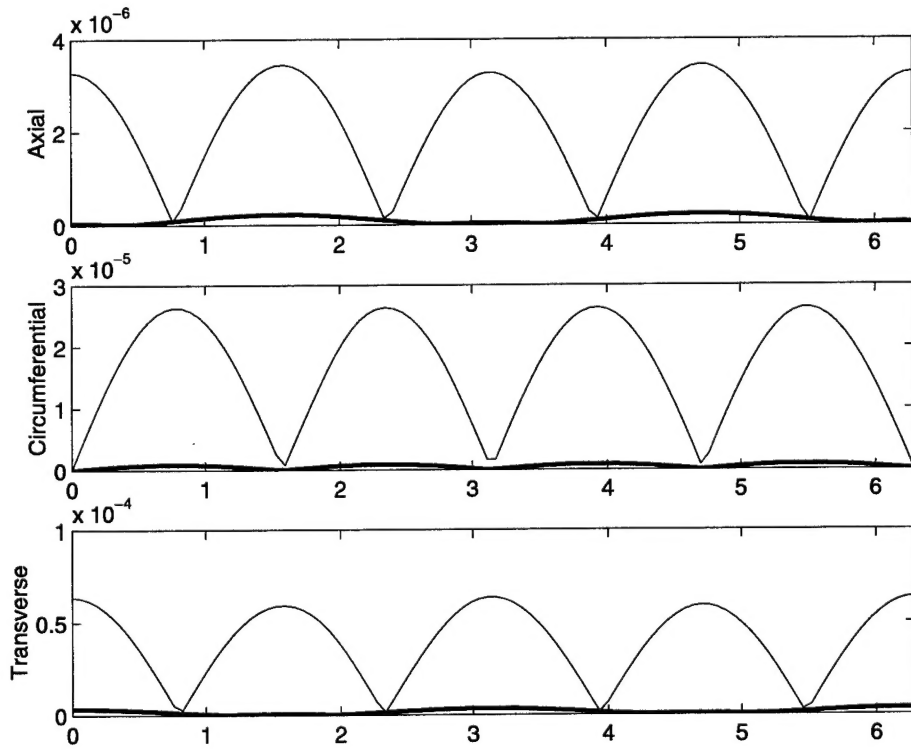 x 10⁻⁶
4
2
0
Axial
0 1 2 3 4 5 6
x 10⁻⁵
3
2
1
0
Circumferential
0 1 2 3 4 5 6
x 10⁻⁴
1
0.5
0
Transverse
0 1 2 3 4 5 6